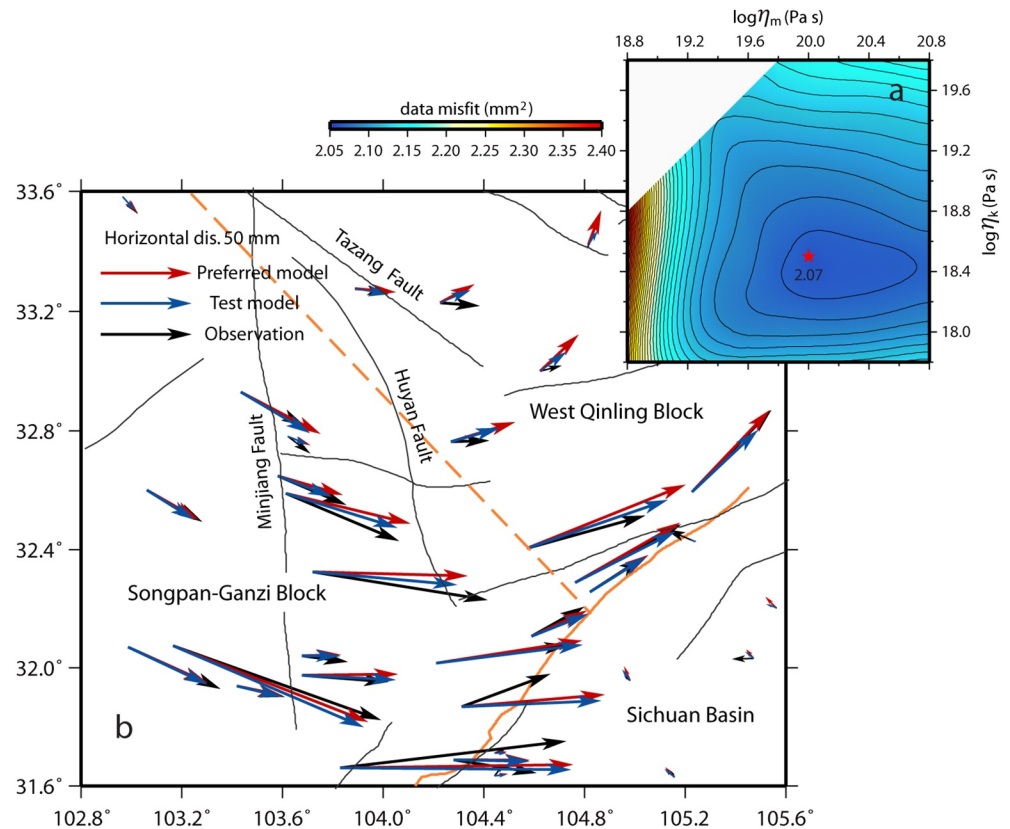 logηm (Pa s)
18.8 19.2 19.6 20.0 20.4 20.8
a
19.6
19.2
18.8
18.4
18.0
logηk (Pa s)
2.07
data misfit (mm²)
2.05 2.10 2.15 2.20 2.25 2.30 2.35 2.40
33.6°
33.2°
32.8°
32.4°
32.0°
31.6°
Horizontal dis. 50 mm
Preferred model
Test model
Observation
Tazang Fault
Huyan Fault
Minjiang Fault
West Qinling Block
Songpan-Ganzi Block
Sichuan Basin
b
102.8° 103.2° 103.6° 104.0° 104.4° 104.8° 105.2° 105.6°